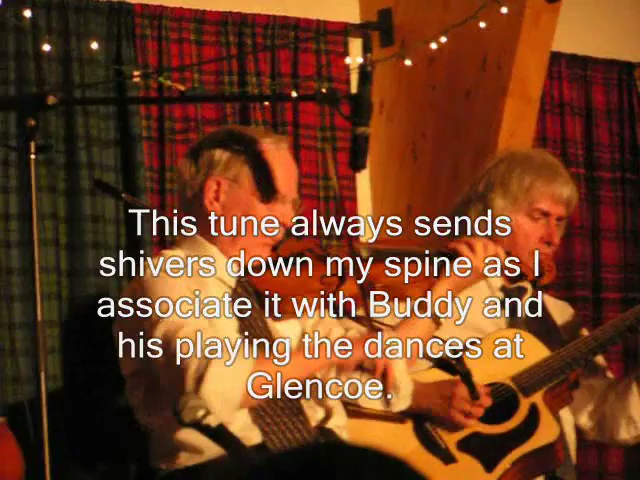 This tune always sends
shivers down my spine as I
associate it with Buddy and
his playing the dances at
Glencoe.